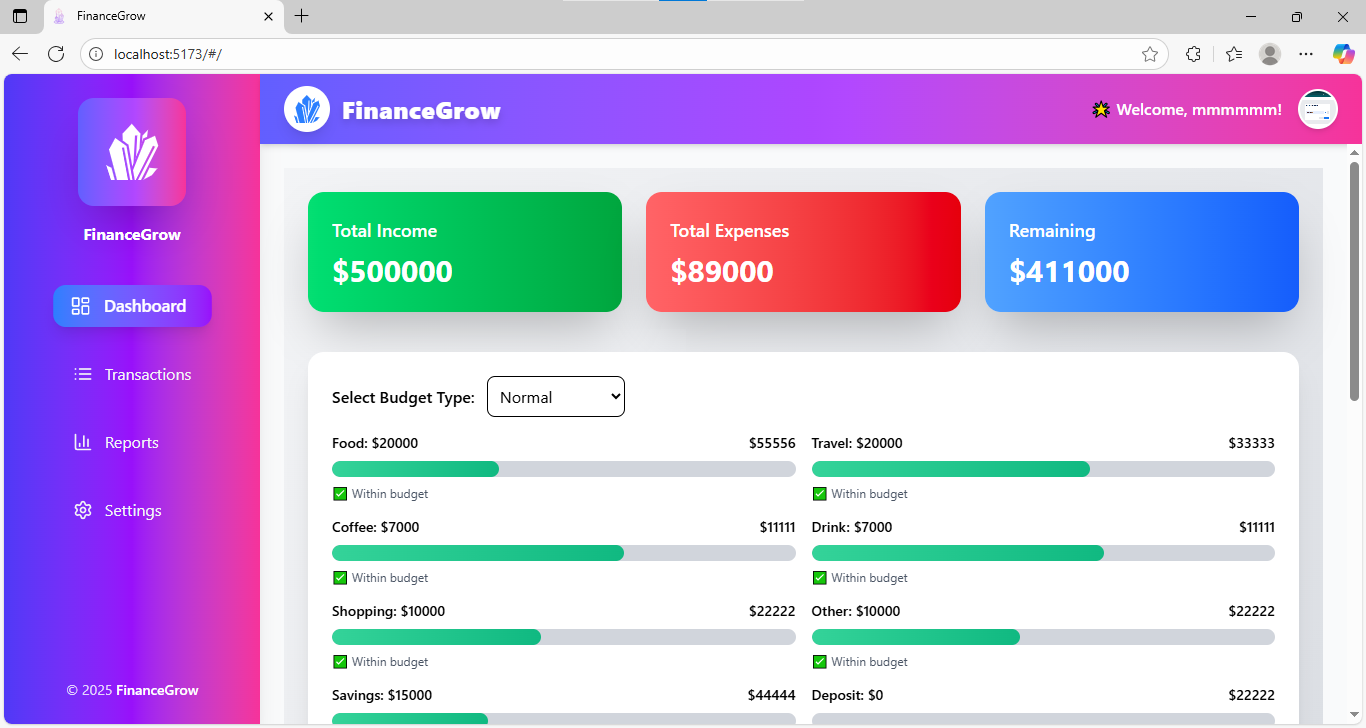 FinanceGrow
localhost:5173/#/
FinanceGrow
Welcome, mmmmmm!
FinanceGrow
Dashboard
Transactions
Reports
Settings
© 2025 FinanceGrow
Total Income
$500000
Total Expenses
$89000
Remaining
$411000
Select Budget Type: Normal
Food: $20000 $55556
Within budget
Travel: $20000 $33333
Within budget
Coffee: $7000 $11111
Within budget
Drink: $7000 $11111
Within budget
Shopping: $10000 $22222
Within budget
Other: $10000 $22222
Within budget
Savings: $15000 $44444
Deposit: $0 $22222